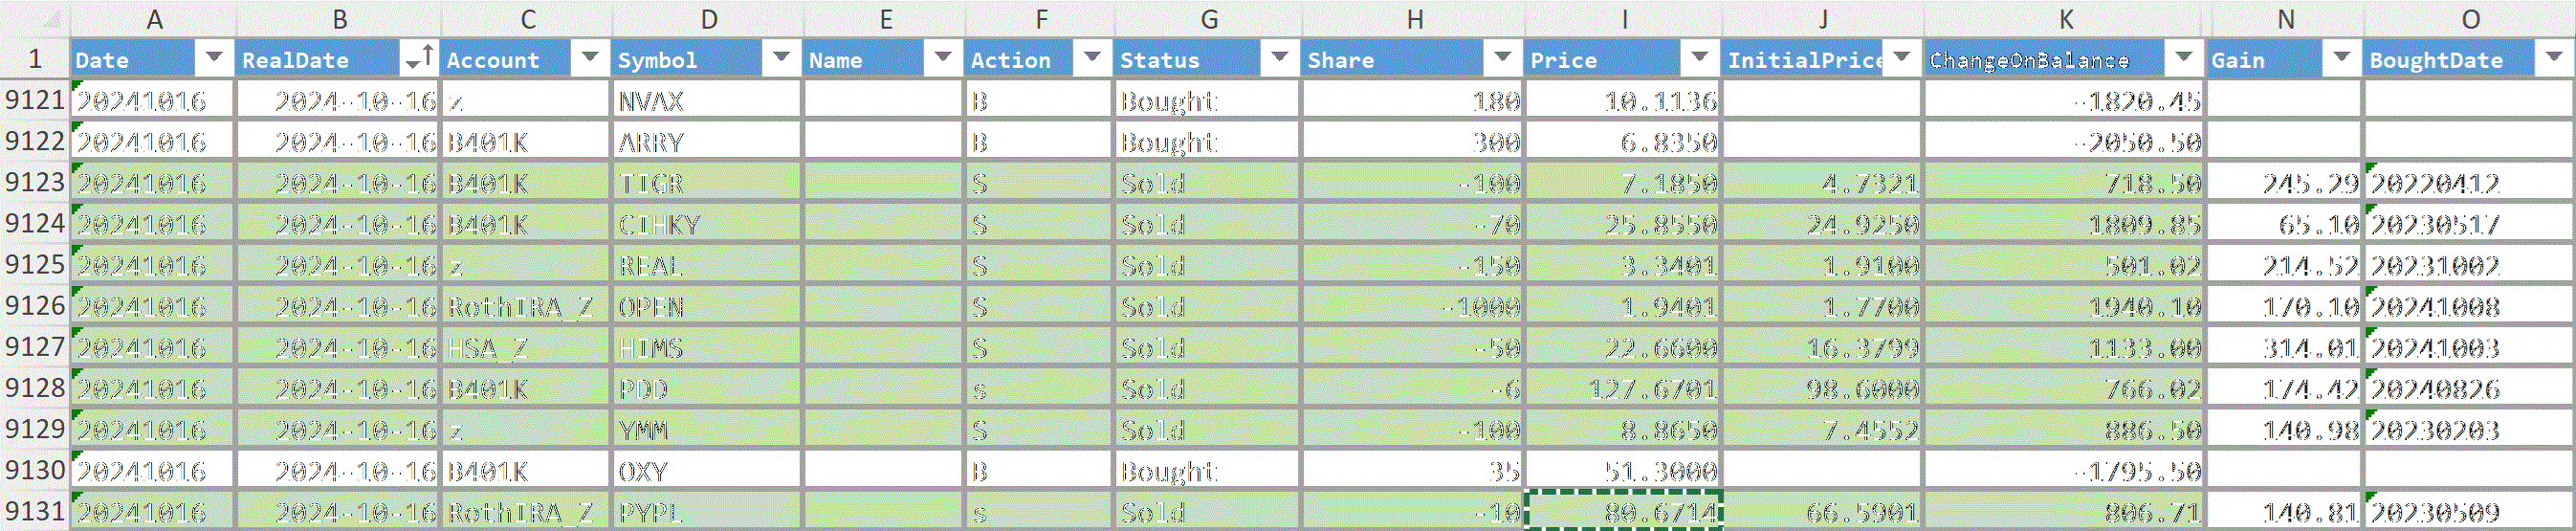 A B C D E F G H I J K N O
1 Date RealDate Account Symbol Name Action Status Share Price InitialPrice ChangeOnBalance Gain BoughtDate
9121 20241016 2024-10-16 z NVAX B Bought 180 10.1136 -1820.45
9122 20241016 2024-10-16 B401K ARRY B Bought 300 6.8350 -2050.50
9123 20241016 2024-10-16 B401K TIGR S Sold -100 7.1850 4.7321 718.50 245.29 20220412
9124 20241016 2024-10-16 B401K CIHKY S Sold -70 25.8550 24.9250 1809.85 65.10 20230517
9125 20241016 2024-10-16 z REAL S Sold -150 3.3401 1.9100 501.02 214.52 20231002
9126 20241016 2024-10-16 RothIRA_Z OPEN S Sold -1000 1.9401 1.7700 1940.10 170.10 20241008
9127 20241016 2024-10-16 HSA_Z HIMS S Sold -50 22.6600 16.3799 1133.00 314.01 20241003
9128 20241016 2024-10-16 B401K PDD s Sold -6 127.6701 98.6000 766.02 174.42 20240826
9129 20241016 2024-10-16 z YMM S Sold -100 8.8650 7.4552 886.50 140.98 20230203
9130 20241016 2024-10-16 B401K OXY B Bought 35 51.3000 -1795.50
9131 20241016 2024-10-16 RothIRA_Z PYPL s Sold -10 80.6714 66.5901 806.71 140.81 20230509